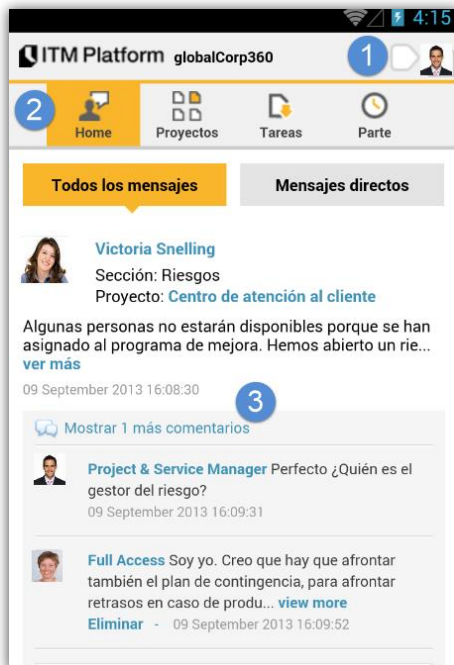 4:15
ITM Platform globalCorp360
1
2
Home
Proyectos
Tareas
Parte
Todos los mensajes
Mensajes directos
Victoria Snelling
Sección: Riesgos
Proyecto: Centro de atención al cliente
Algunas personas no estarán disponibles porque se han
asignado al programa de mejora. Hemos abierto un rie...
ver más
09 September 2013 16:08:30
3
Mostrar 1 más comentarios
Project & Service Manager Perfecto ¿Quién es el
gestor del riesgo?
09 September 2013 16:09:31
Full Access Soy yo. Creo que hay que afrontar
también el plan de contingencia, para afrontar
retrasos en caso de produ... view more
Eliminar - 09 September 2013 16:09:52